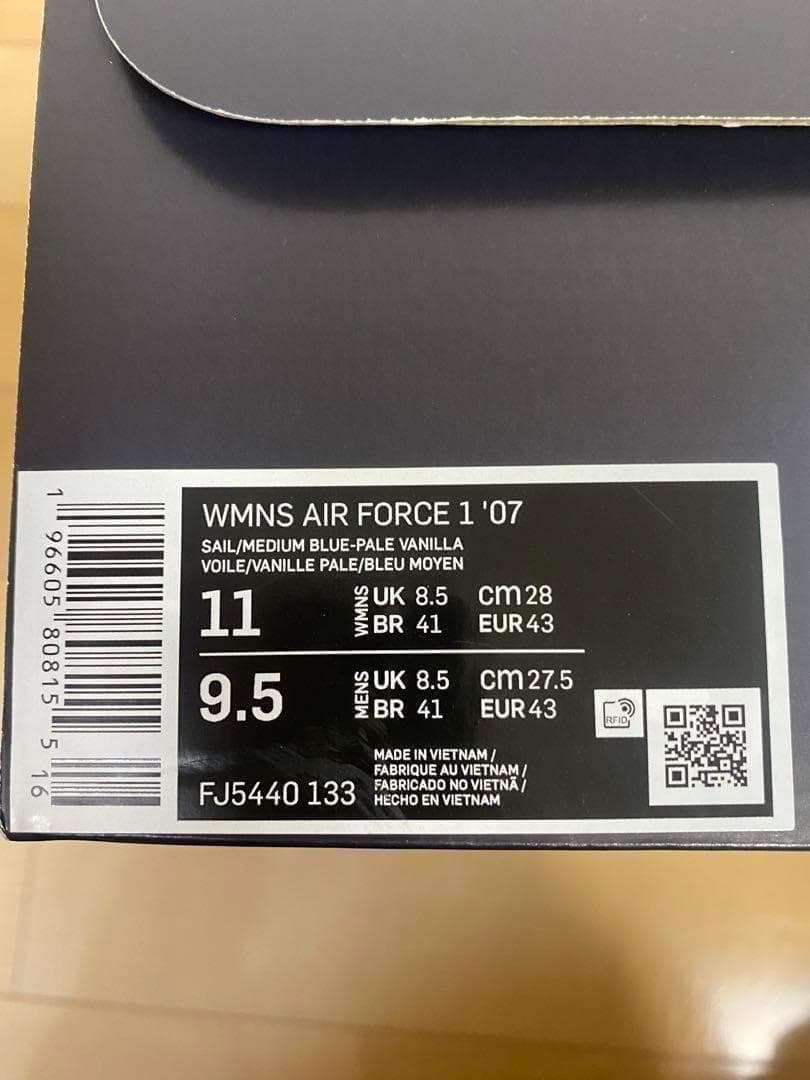 WMNS AIR FORCE 1 '07
SAIL/MEDIUM BLUE-PALE VANILLA
VOILE/VANILLE PALE/BLEU MOYEN
11 WMNS UK 8.5 cm 28
BR 41 EUR 43
9.5 MENS UK 8.5 cm 27.5
BR 41 EUR 43
RFID
FJ5440 133
MADE IN VIETNAM /
FABRIQUE AU VIETNAM /
FABRICADO NO VIETNÃ /
HECHO EN VIETNAM
1 96605 80815 5 16